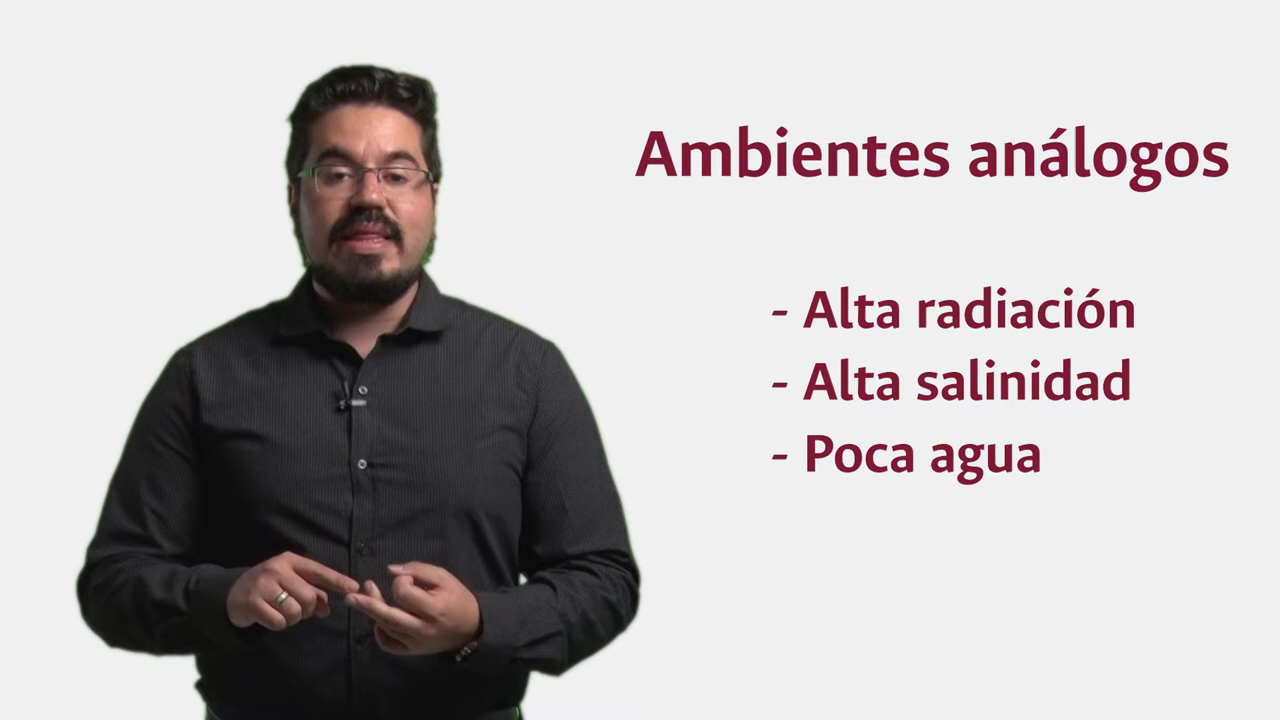 Ambientes análogos
- Alta radiación
- Alta salinidad
- Poca agua